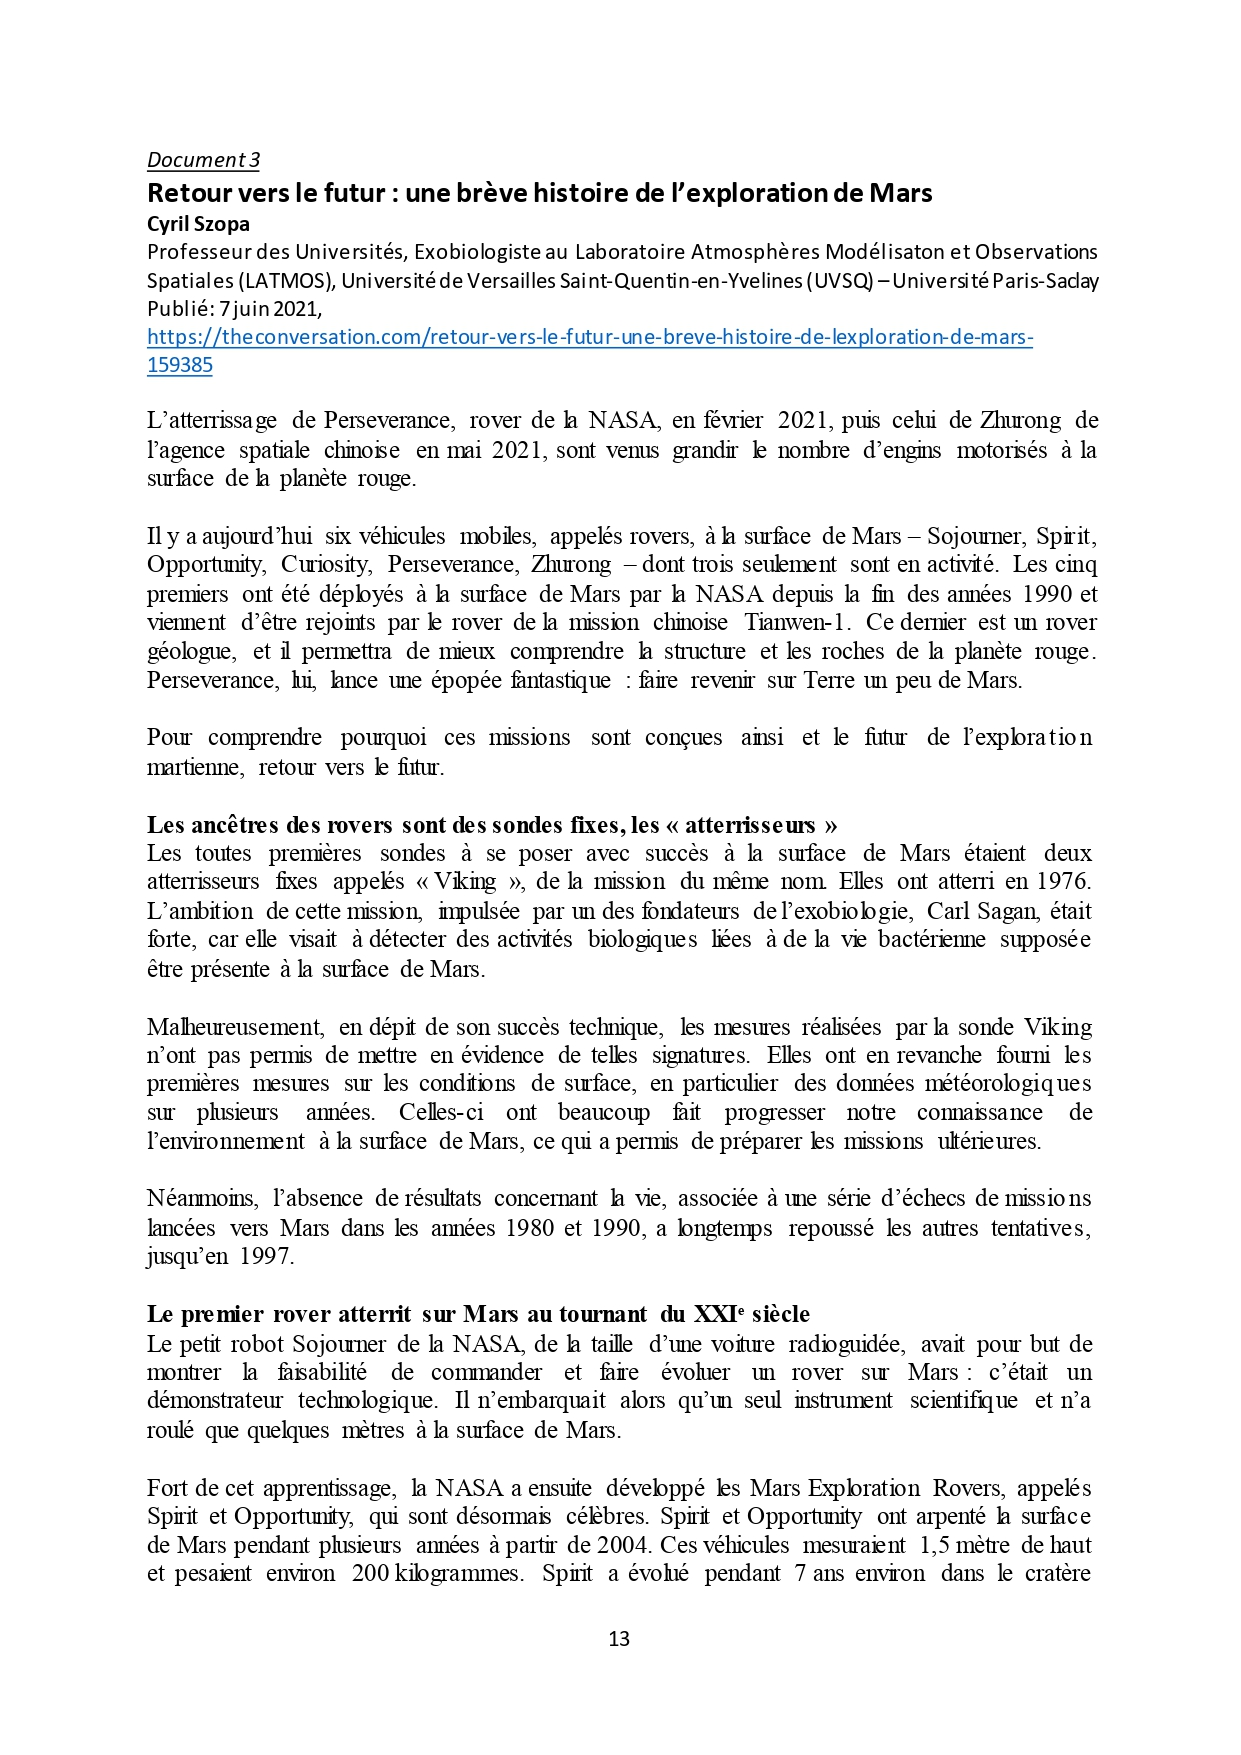 Document 3
Retour vers le futur : une brève histoire de l’exploration de Mars
Cyril Szopa
Professeur des Universités, Exobiologiste au Laboratoire Atmosphères Modélisaton et Observations
Spatiales (LATMOS), Université de Versailles Saint-Quentin-en-Yvelines (UVSQ) – Université Paris-Saclay
Publié: 7 juin 2021,
https://theconversation.com/retour-vers-le-futur-une-breve-histoire-de-lexploration-de-mars-
159385
L’atterrissage de Perseverance, rover de la NASA, en février 2021, puis celui de Zhurong de
l’agence spatiale chinoise en mai 2021, sont venus grandir le nombre d’engins motorisés à la
surface de la planète rouge.
Il y a aujourd’hui six véhicules mobiles, appelés rovers, à la surface de Mars – Sojourner, Spirit,
Opportunity, Curiosity, Perseverance, Zhurong – dont trois seulement sont en activité. Les cinq
premiers ont été déployés à la surface de Mars par la NASA depuis la fin des années 1990 et
viennent d’être rejoints par le rover de la mission chinoise Tianwen-1. Ce dernier est un rover
géologue, et il permettra de mieux comprendre la structure et les roches de la planète rouge.
Perseverance, lui, lance une épopée fantastique : faire revenir sur Terre un peu de Mars.
Pour comprendre pourquoi ces missions sont conçues ainsi et le futur de l’exploration
martienne, retour vers le futur.
Les ancêtres des rovers sont des sondes fixes, les « atterrisseurs »
Les toutes premières sondes à se poser avec succès à la surface de Mars étaient deux
atterrisseurs fixes appelés « Viking », de la mission du même nom. Elles ont atterri en 1976.
L’ambition de cette mission, impulsée par un des fondateurs de l’exobiologie, Carl Sagan, était
forte, car elle visait à détecter des activités biologiques liées à de la vie bactérienne supposée
être présente à la surface de Mars.
Malheureusement, en dépit de son succès technique, les mesures réalisées par la sonde Viking
n’ont pas permis de mettre en évidence de telles signatures. Elles ont en revanche fourni les
premières mesures sur les conditions de surface, en particulier des données météorologiques
sur plusieurs années. Celles-ci ont beaucoup fait progresser notre connaissance de
l’environnement à la surface de Mars, ce qui a permis de préparer les missions ultérieures.
Néanmoins, l’absence de résultats concernant la vie, associée à une série d’échecs de missions
lancées vers Mars dans les années 1980 et 1990, a longtemps repoussé les autres tentatives,
jusqu’en 1997.
Le premier rover atterrit sur Mars au tournant du XXIe siècle
Le petit robot Sojourner de la NASA, de la taille d’une voiture radioguidée, avait pour but de
montrer la faisabilité de commander et faire évoluer un rover sur Mars : c’était un
démonstrateur technologique. Il n’embarquait alors qu’un seul instrument scientifique et n’a
roulé que quelques mètres à la surface de Mars.
Fort de cet apprentissage, la NASA a ensuite développé les Mars Exploration Rovers, appelés
Spirit et Opportunity, qui sont désormais célèbres. Spirit et Opportunity ont arpenté la surface
de Mars pendant plusieurs années à partir de 2004. Ces véhicules mesuraient 1,5 mètre de haut
et pesaient environ 200 kilogrammes. Spirit a évolué pendant 7 ans environ dans le cratère
13